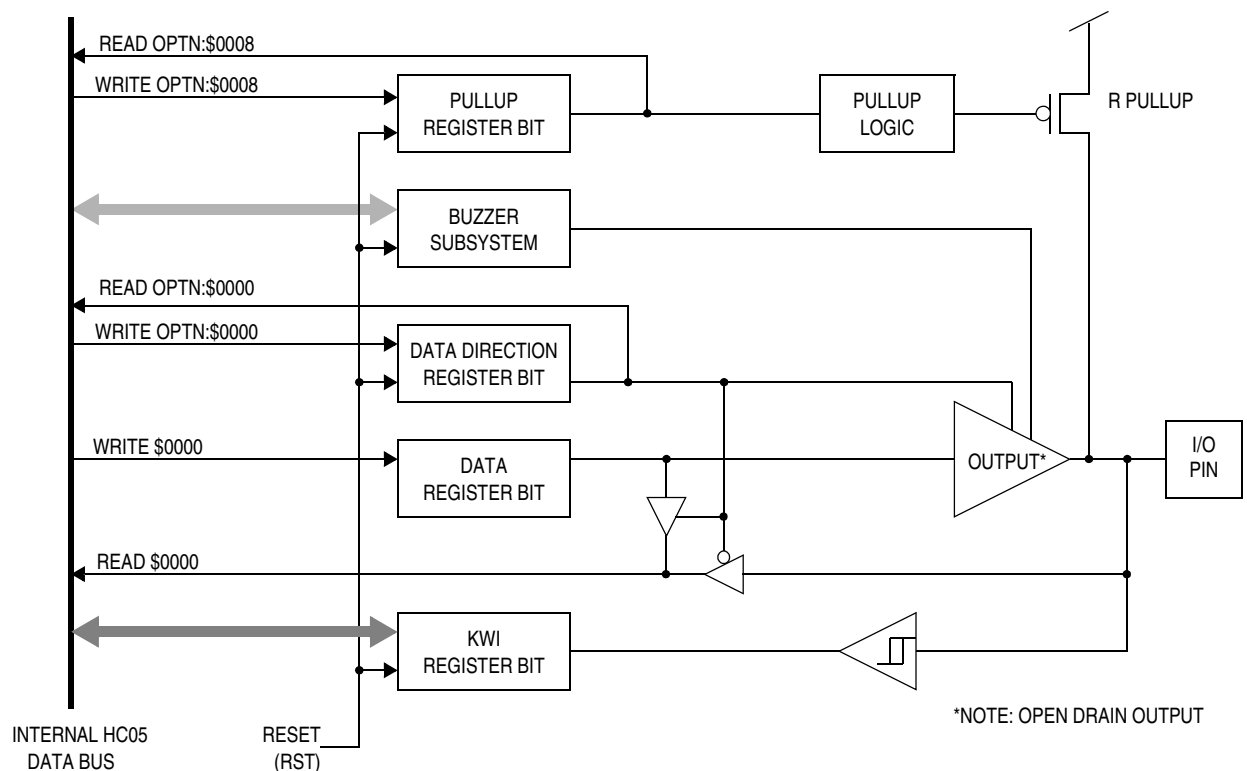 READ OPTN:$0008
WRITE OPTN:$0008
PULLUP
REGISTER BIT
PULLUP
LOGIC
R PULLUP
BUZZER
SUBSYSTEM
READ OPTN:$0000
WRITE OPTN:$0000
DATA DIRECTION
REGISTER BIT
WRITE $0000
DATA
REGISTER BIT
OUTPUT*
I/O
PIN
READ $0000
KWI
REGISTER BIT
*NOTE: OPEN DRAIN OUTPUT
INTERNAL HC05
DATA BUS
RESET
(RST)